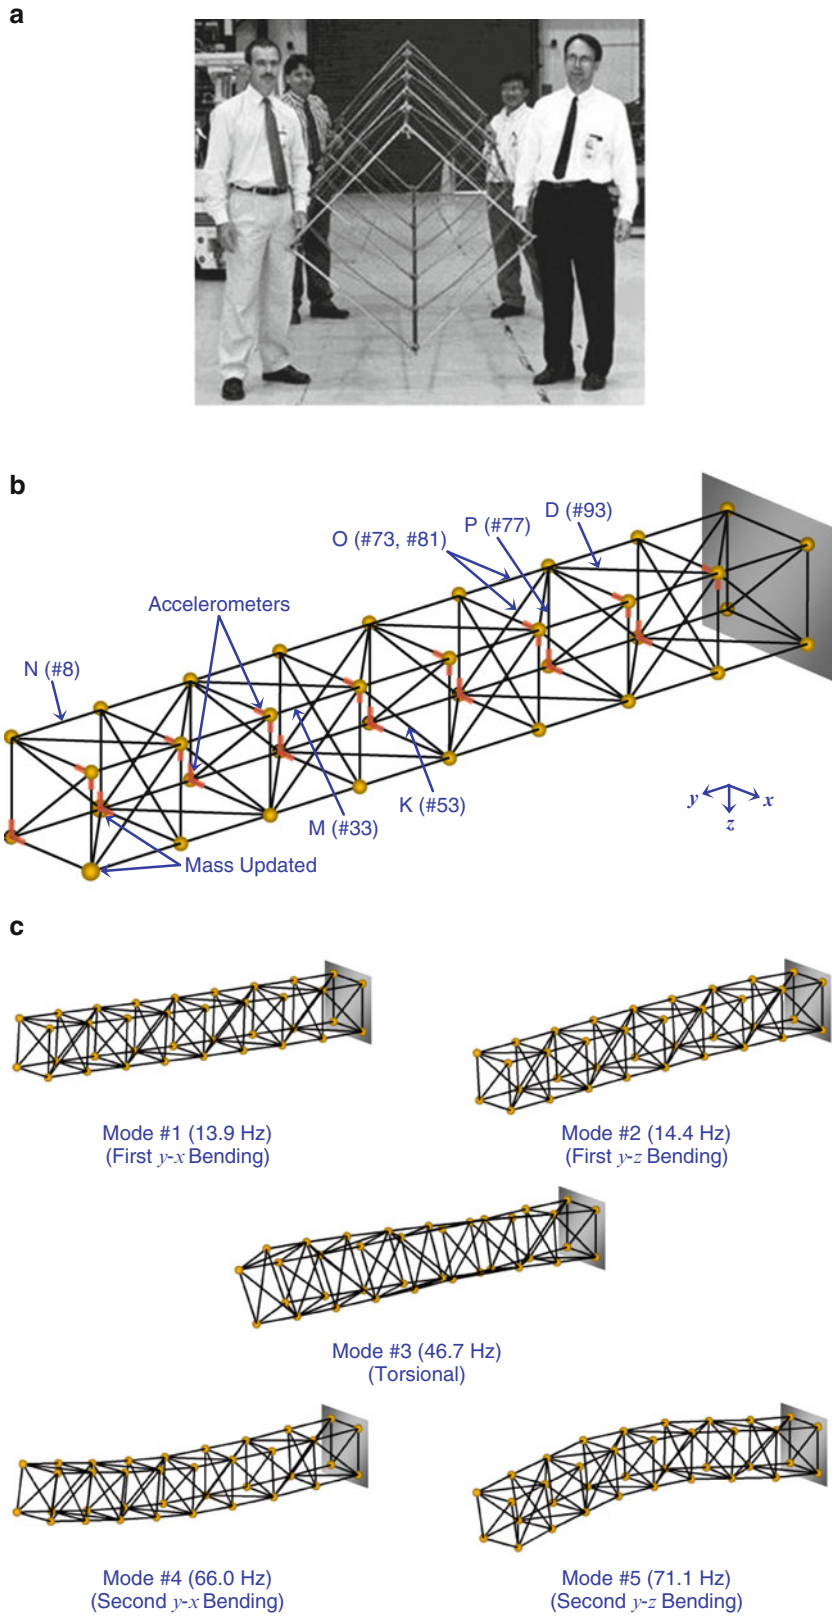 a
b
D (#93)
P (#77)
O (#73, #81)
Accelerometers
N (#8)
K (#53)
M (#33)
Mass Updated
y
x
z
c
Mode #1 (13.9 Hz)
(First y-x Bending)
Mode #2 (14.4 Hz)
(First y-z Bending)
Mode #3 (46.7 Hz)
(Torsional)
Mode #4 (66.0 Hz)
(Second y-x Bending)
Mode #5 (71.1 Hz)
(Second y-z Bending)